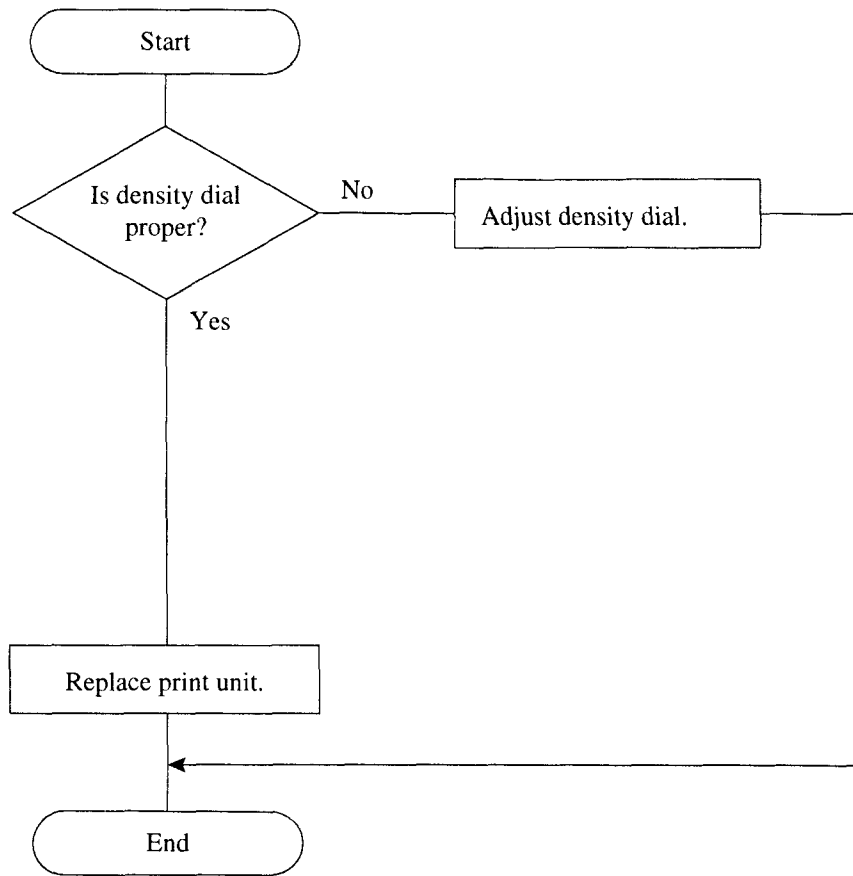 Start
Is density dial
proper?
No
Adjust density dial.
Yes
Replace print unit.
End